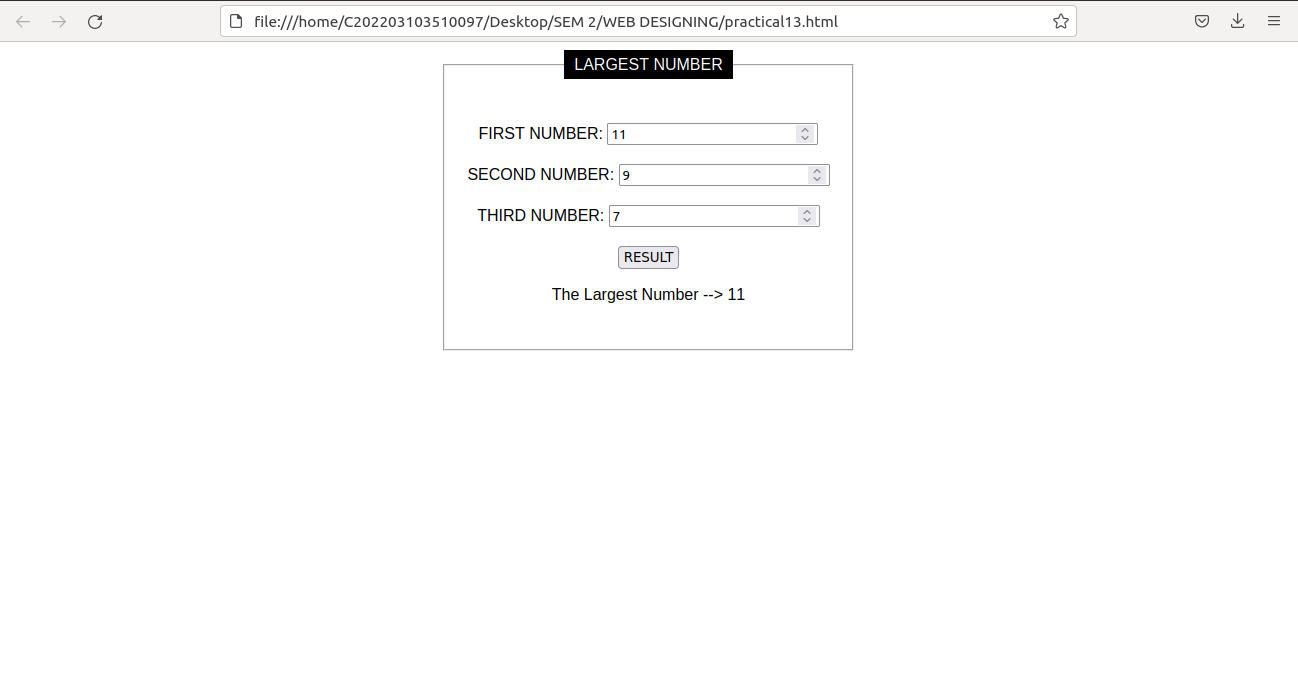 file:///home/C202203103510097/Desktop/SEM 2/WEB DESIGNING/practical13.html
LARGEST NUMBER
FIRST NUMBER: 11
SECOND NUMBER: 9
THIRD NUMBER: 7
RESULT
The Largest Number --> 11